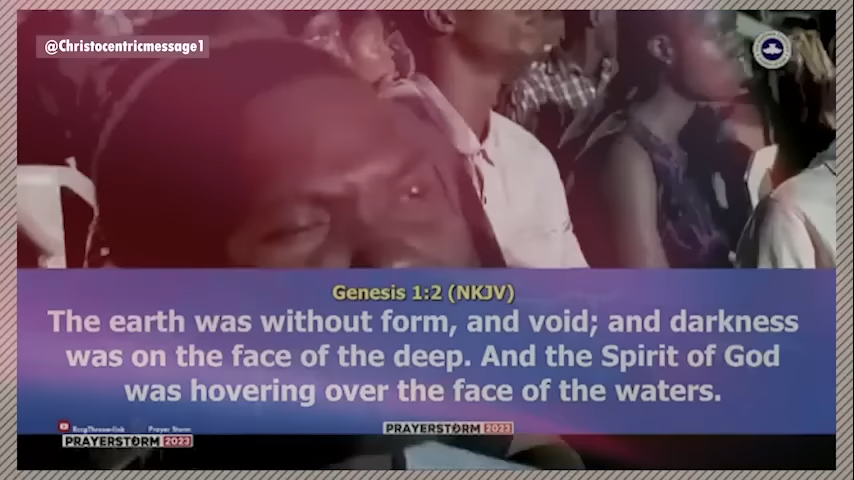 @Christocentricmessage1
Genesis 1:2 (NKJV)
The earth was without form, and void; and darkness
was on the face of the deep. And the Spirit of God
was hovering over the face of the waters.
Prayer Storm
PRAYERSTORM 2023
PRAYERSTORM 2023